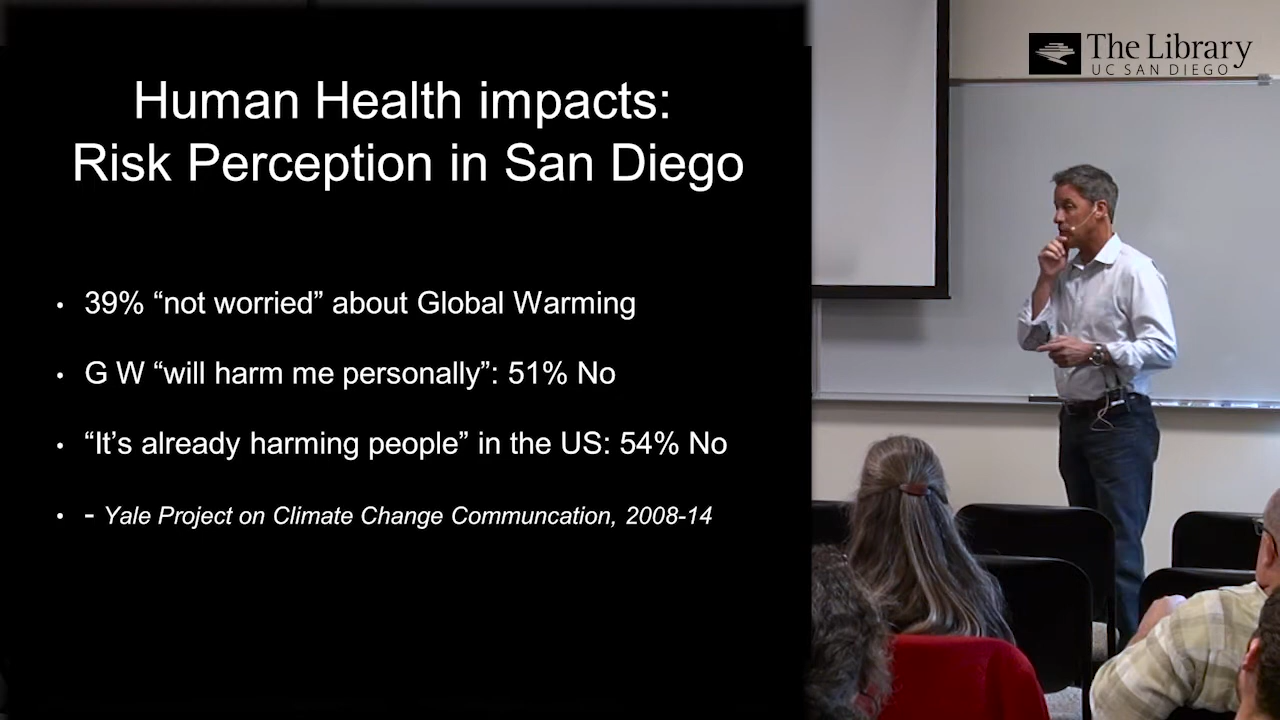 Human Health impacts:
Risk Perception in San Diego
• 39% “not worried” about Global Warming
• G W “will harm me personally”: 51% No
• “It’s already harming people” in the US: 54% No
• - Yale Project on Climate Change Communcation, 2008-14
The Library
UC SAN DIEGO